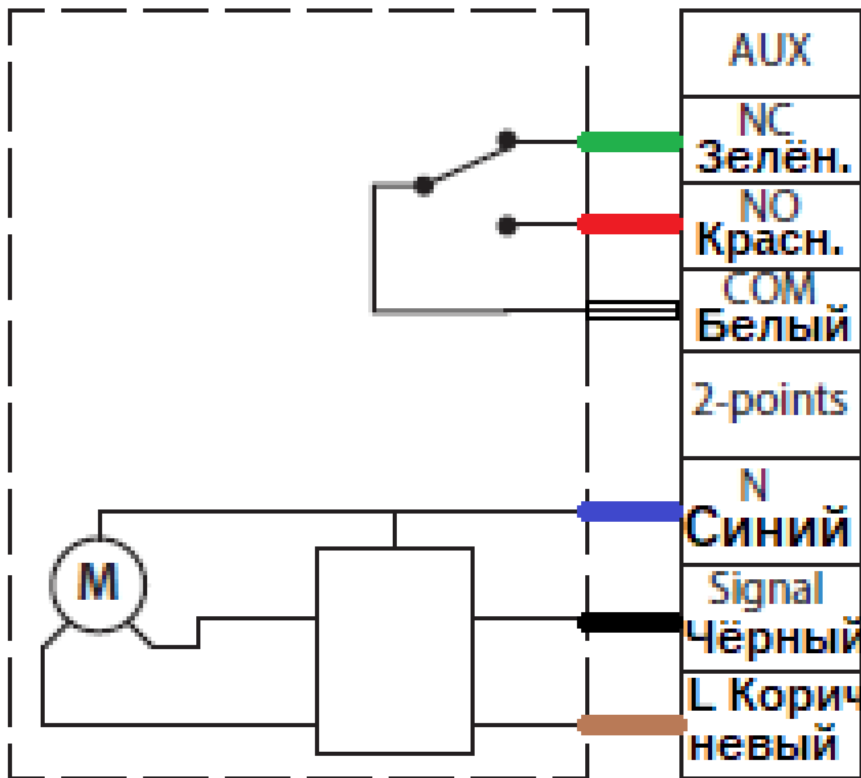 AUX
NC
Зелён.
NO
Красн.
COM
Белый
2-points
N
Синий
M
Signal
Чёрный
L Корич
невый